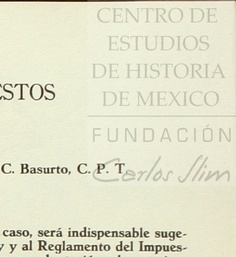 CENTRO DE
ESTUDIOS
DE HISTORIA
DE MEXICO
ESTOS
FUNDACIÓN
C. Basurto, C. P. T.
Carlos Slim
caso, será indispensable suge-
y al Reglamento del Impues-